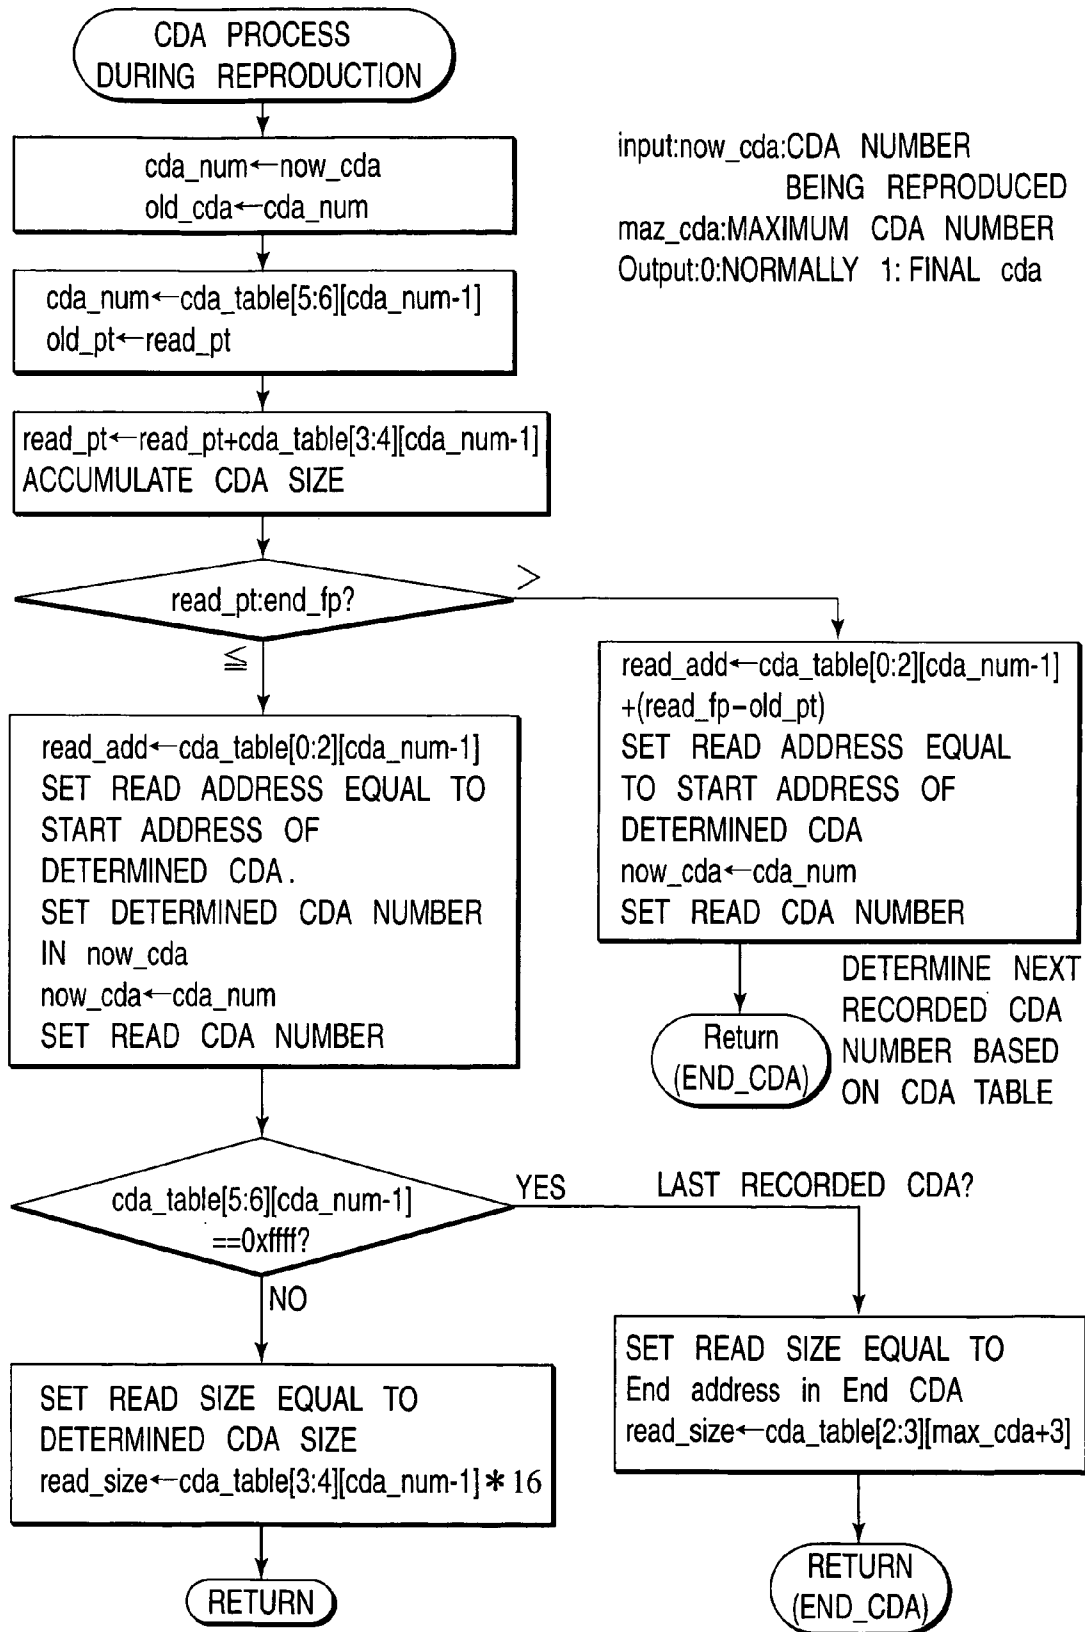 CDA PROCESS
DURING REPRODUCTION
cda_num←now_cda
old_cda←cda_num
input:now_cda:CDA NUMBER
BEING REPRODUCED
maz_cda:MAXIMUM CDA NUMBER
Output:0:NORMALLY 1: FINAL cda
cda_num←cda_table[5:6][cda_num-1]
old_pt←read_pt
read_pt←read_pt+cda_table[3:4][cda_num-1]
ACCUMULATE CDA SIZE
read_pt:end_fp?
>
≦
read_add←cda_table[0:2][cda_num-1]
+(read_fp-old_pt)
SET READ ADDRESS EQUAL
TO START ADDRESS OF
DETERMINED CDA
now_cda←cda_num
SET READ CDA NUMBER
Return
(END_CDA)
DETERMINE NEXT
RECORDED CDA
NUMBER BASED
ON CDA TABLE
read_add←cda_table[0:2][cda_num-1]
SET READ ADDRESS EQUAL TO
START ADDRESS OF
DETERMINED CDA.
SET DETERMINED CDA NUMBER
IN now_cda
now_cda←cda_num
SET READ CDA NUMBER
cda_table[5:6][cda_num-1]
==0xffff?
YES
LAST RECORDED CDA?
NO
SET READ SIZE EQUAL TO
End address in End CDA
read_size←cda_table[2:3][max_cda+3]
RETURN
(END_CDA)
SET READ SIZE EQUAL TO
DETERMINED CDA SIZE
read_size←cda_table[3:4][cda_num-1]*16
RETURN